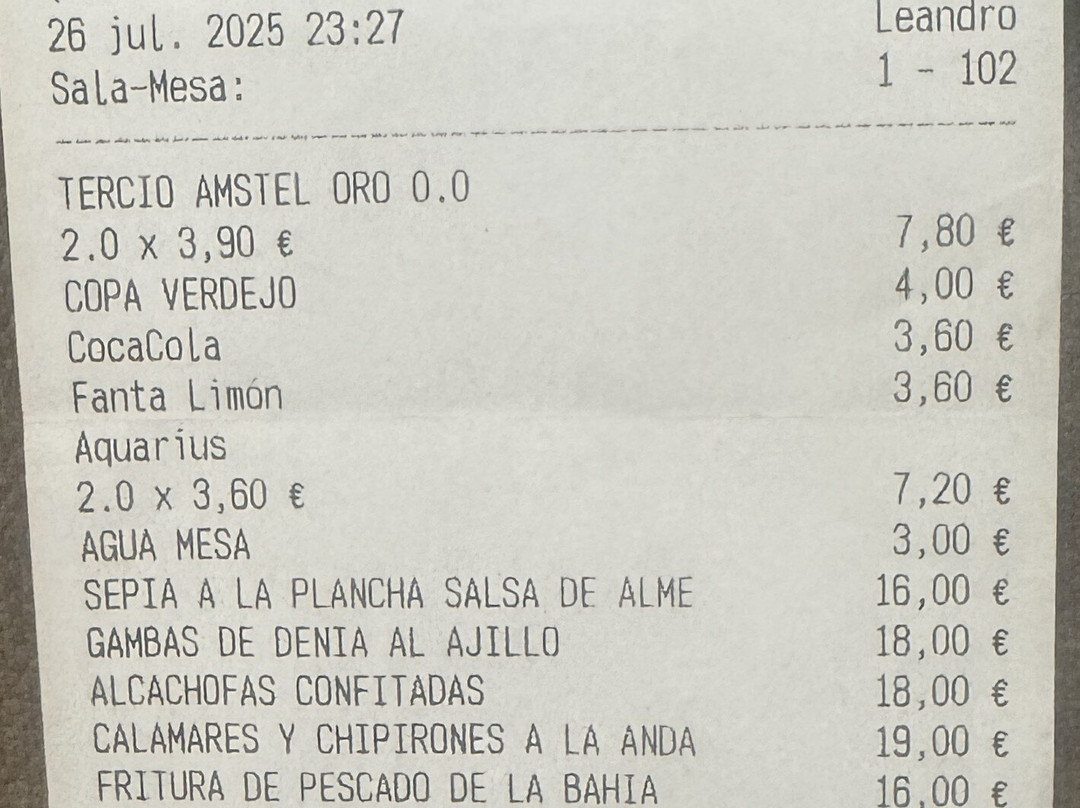 26 jul. 2025 23:27 Leandro
Sala-Mesa: 1 - 102
TERCIO AMSTEL ORO 0.0
2.0 x 3,90 € 7,80 €
COPA VERDEJO 4,00 €
CocaCola 3,60 €
Fanta Limón 3,60 €
Aquarius
2.0 x 3,60 € 7,20 €
AGUA MESA 3,00 €
SEPIA A LA PLANCHA SALSA DE ALME 16,00 €
GAMBAS DE DENIA AL AJILLO 18,00 €
ALCACHOFAS CONFITADAS 18,00 €
CALAMARES Y CHIPIRONES A LA ANDA 19,00 €
FRITURA DE PESCADO DE LA BAHIA 16,00 €